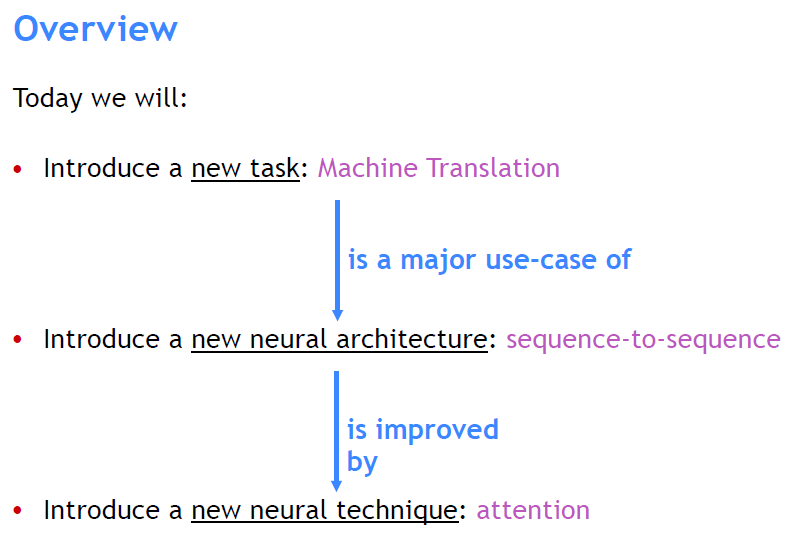 Overview
Today we will:
• Introduce a new task: Machine Translation
is a major use-case of
• Introduce a new neural architecture: sequence-to-sequence
is improved
by
• Introduce a new neural technique: attention